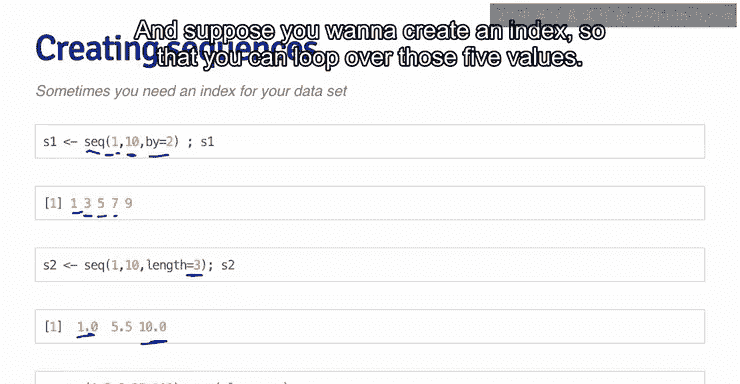 And suppose you wanna create an index, so
that you can loop over those five values.
Creating sequences
Sometimes you need an index for your data set
s1 <- seq(1,10,by=2) ; s1
[1] 1 3 5 7 9
s2 <- seq(1,10,length=3); s2
[1] 1.0 5.5 10.0